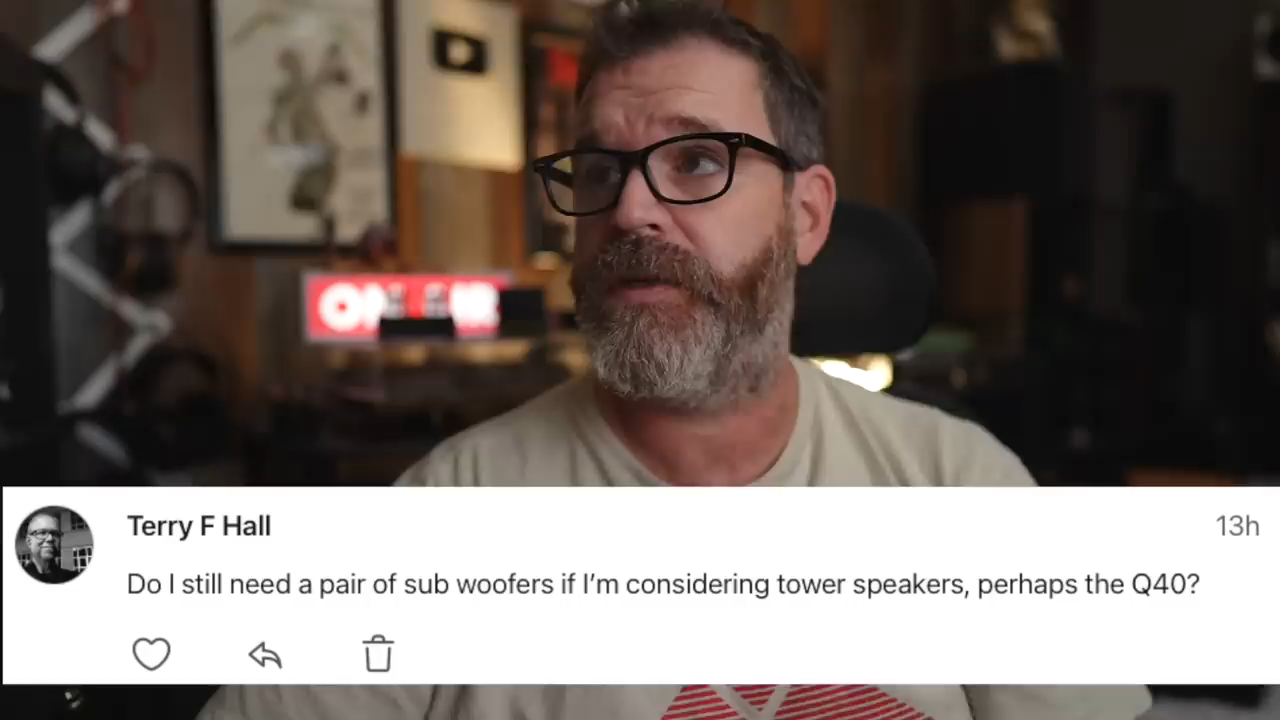 Terry F Hall
13h
Do I still need a pair of sub woofers if I’m considering tower speakers, perhaps the Q40?